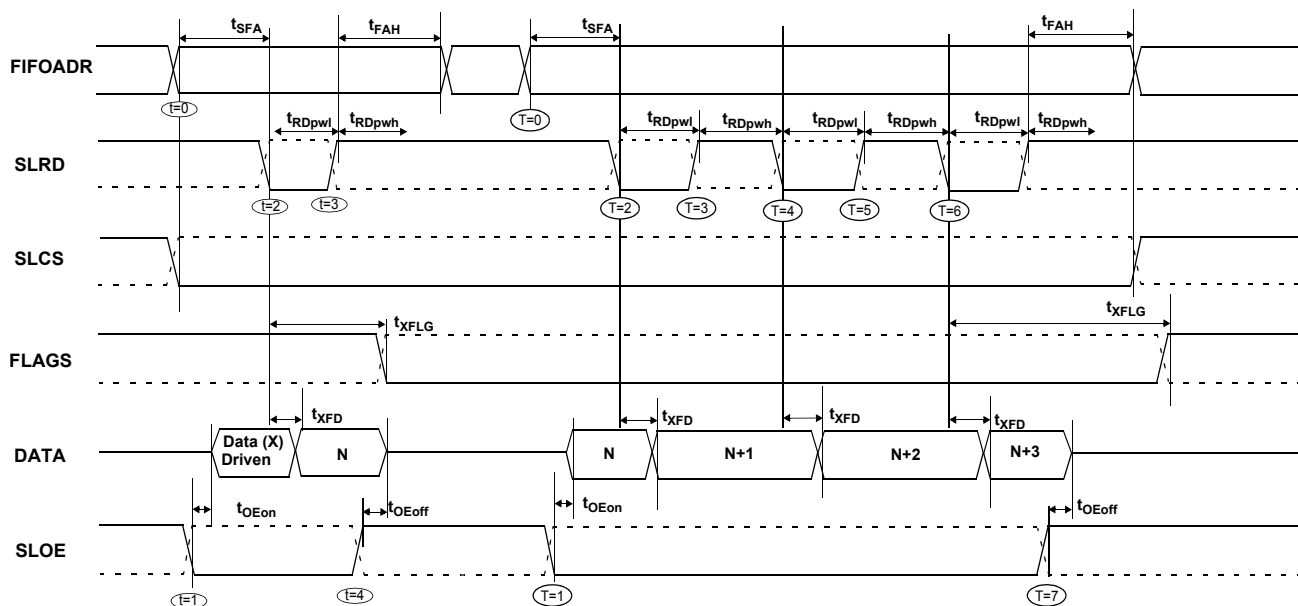 tSFA tFAH tSFA tFAH
FIFOADR
t=0 T=0
tRDpwl tRDpwh tRDpwl tRDpwh tRDpwl tRDpwh tRDpwl tRDpwh
SLRD
t=2 t=3 T=2 T=3 T=4 T=5 T=6
SLCS
tXFLG tXFLG
FLAGS
tXFD tXFD tXFD tXFD
DATA
Data (X)
Driven
N N N+1 N+2 N+3
tOEon tOEoff tOEon tOEoff
SLOE
t=1 t=4 T=1 T=7